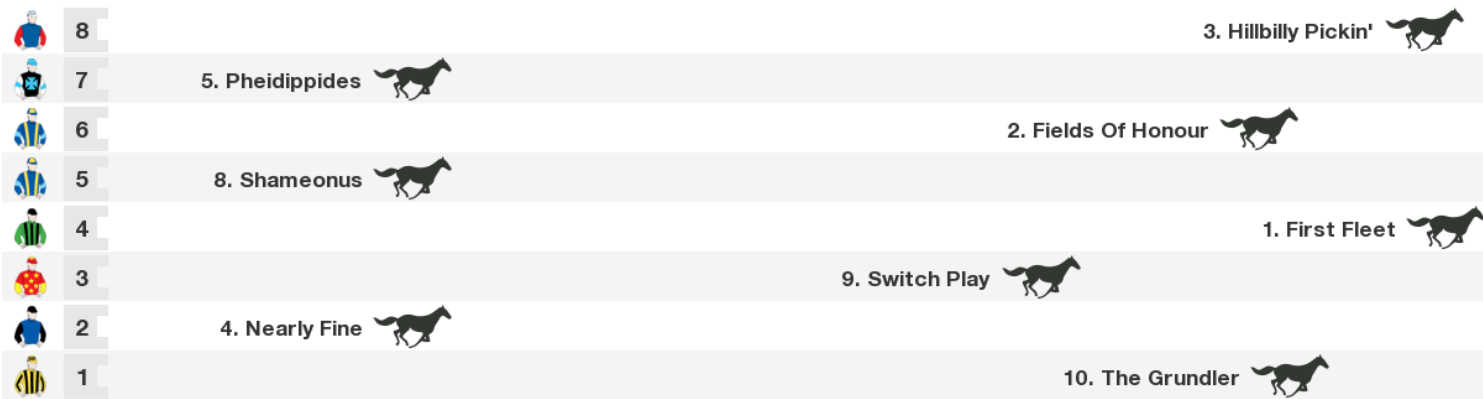 8 3. Hillbilly Pickin'
7 5. Pheidippides
6 2. Fields Of Honour
5 8. Shameonus
4 1. First Fleet
3 9. Switch Play
2 4. Nearly Fine
1 10. The Grundler